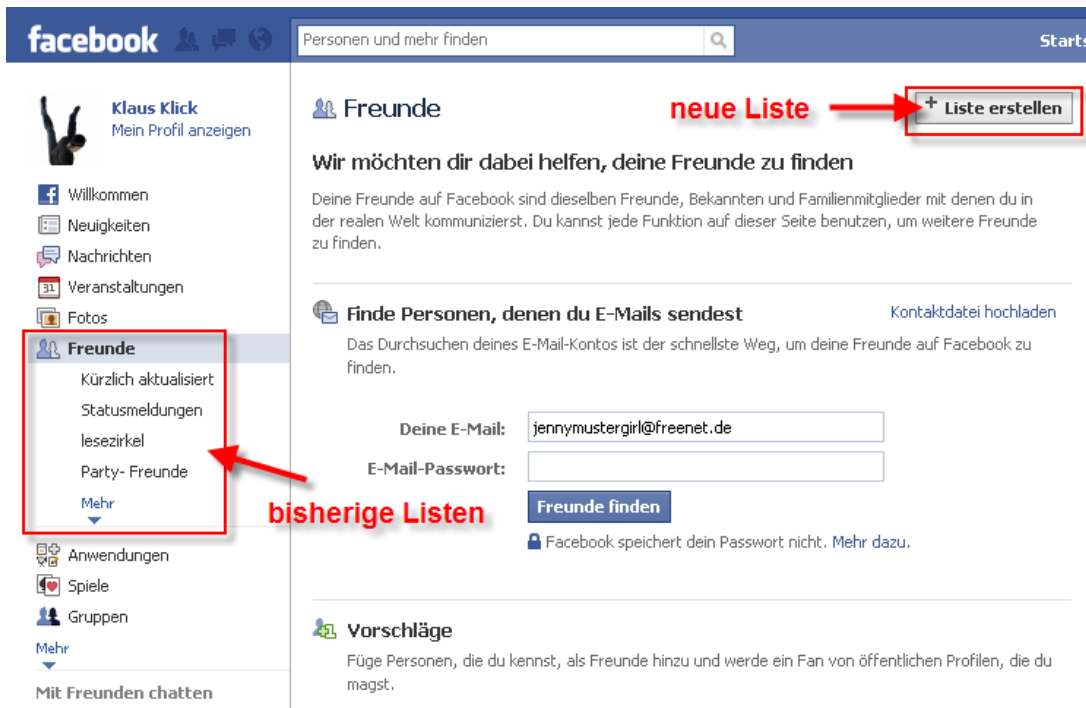 facebook
Personen und mehr finden
Starts
Klaus Klick
Mein Profil anzeigen
Willkommen
Neuigkeiten
Nachrichten
31 Veranstaltungen
Fotos
Freunde
Kürzlich aktualisiert
Statusmeldungen
lesezirkel
Party- Freunde
Mehr
bisherige Listen
Anwendungen
Spiele
Gruppen
Mehr
Mit Freunden chatten
Freunde
neue Liste
+ Liste erstellen
Wir möchten dir dabei helfen, deine Freunde zu finden
Deine Freunde auf Facebook sind dieselben Freunde, Bekannten und Familienmitglieder mit denen du in
der realen Welt kommunizierst. Du kannst jede Funktion auf dieser Seite benutzen, um weitere Freunde
zu finden.
Finde Personen, denen du E-Mails sendest
Kontaktdatei hochladen
Das Durchsuchen deines E-Mail-Kontos ist der schnellste Weg, um deine Freunde auf Facebook zu
finden.
Deine E-Mail: jennymustergirl@freenet.de
E-Mail-Passwort:
Freunde finden
Facebook speichert dein Passwort nicht. Mehr dazu.
Vorschläge
Füge Personen, die du kennst, als Freunde hinzu und werde ein Fan von öffentlichen Profilen, die du
magst.